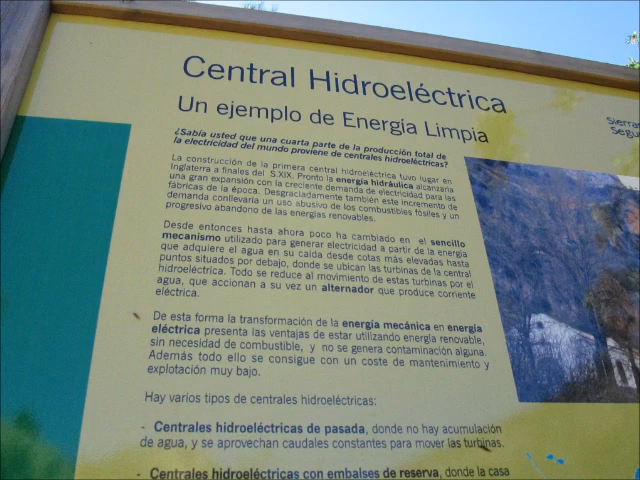 Central Hidroeléctrica
Un ejemplo de Energía Limpia
Sierras
Segu
¿Sabía usted que una cuarta parte de la producción total de
la electricidad del mundo proviene de centrales hidroeléctricas?
La construcción de la primera central hidroeléctrica tuvo lugar en
Inglaterra a finales del S.XIX. Pronto la energía hidráulica alcanzaría
una gran expansión con la creciente demanda de electricidad para las
fábricas de la época. Desgraciadamente también este incremento de
demanda conllevaría un uso abusivo de los combustibles fósiles y un
progresivo abandono de las energías renovables.
Desde entonces hasta ahora poco ha cambiado en el sencillo
mecanismo utilizado para generar electricidad a partir de la energía
que adquiere el agua en su caída desde cotas más elevadas hasta
puntos situados por debajo, donde se ubican las turbinas de la central
hidroeléctrica. Todo se reduce al movimiento de estas turbinas por el
agua, que accionan a su vez un alternador que produce corriente
eléctrica.
De esta forma la transformación de la energía mecánica en energía
eléctrica presenta las ventajas de estar utilizando energía renovable,
sin necesidad de combustible, y no se genera contaminación alguna.
Además todo ello se consigue con un coste de mantenimiento y
explotación muy bajo.
Hay varios tipos de centrales hidroeléctricas:
- Centrales hidroeléctricas de pasada, donde no hay acumulación
de agua, y se aprovechan caudales constantes para mover las turbinas.
- Centrales hidroeléctricas con embalses de reserva, donde la casa